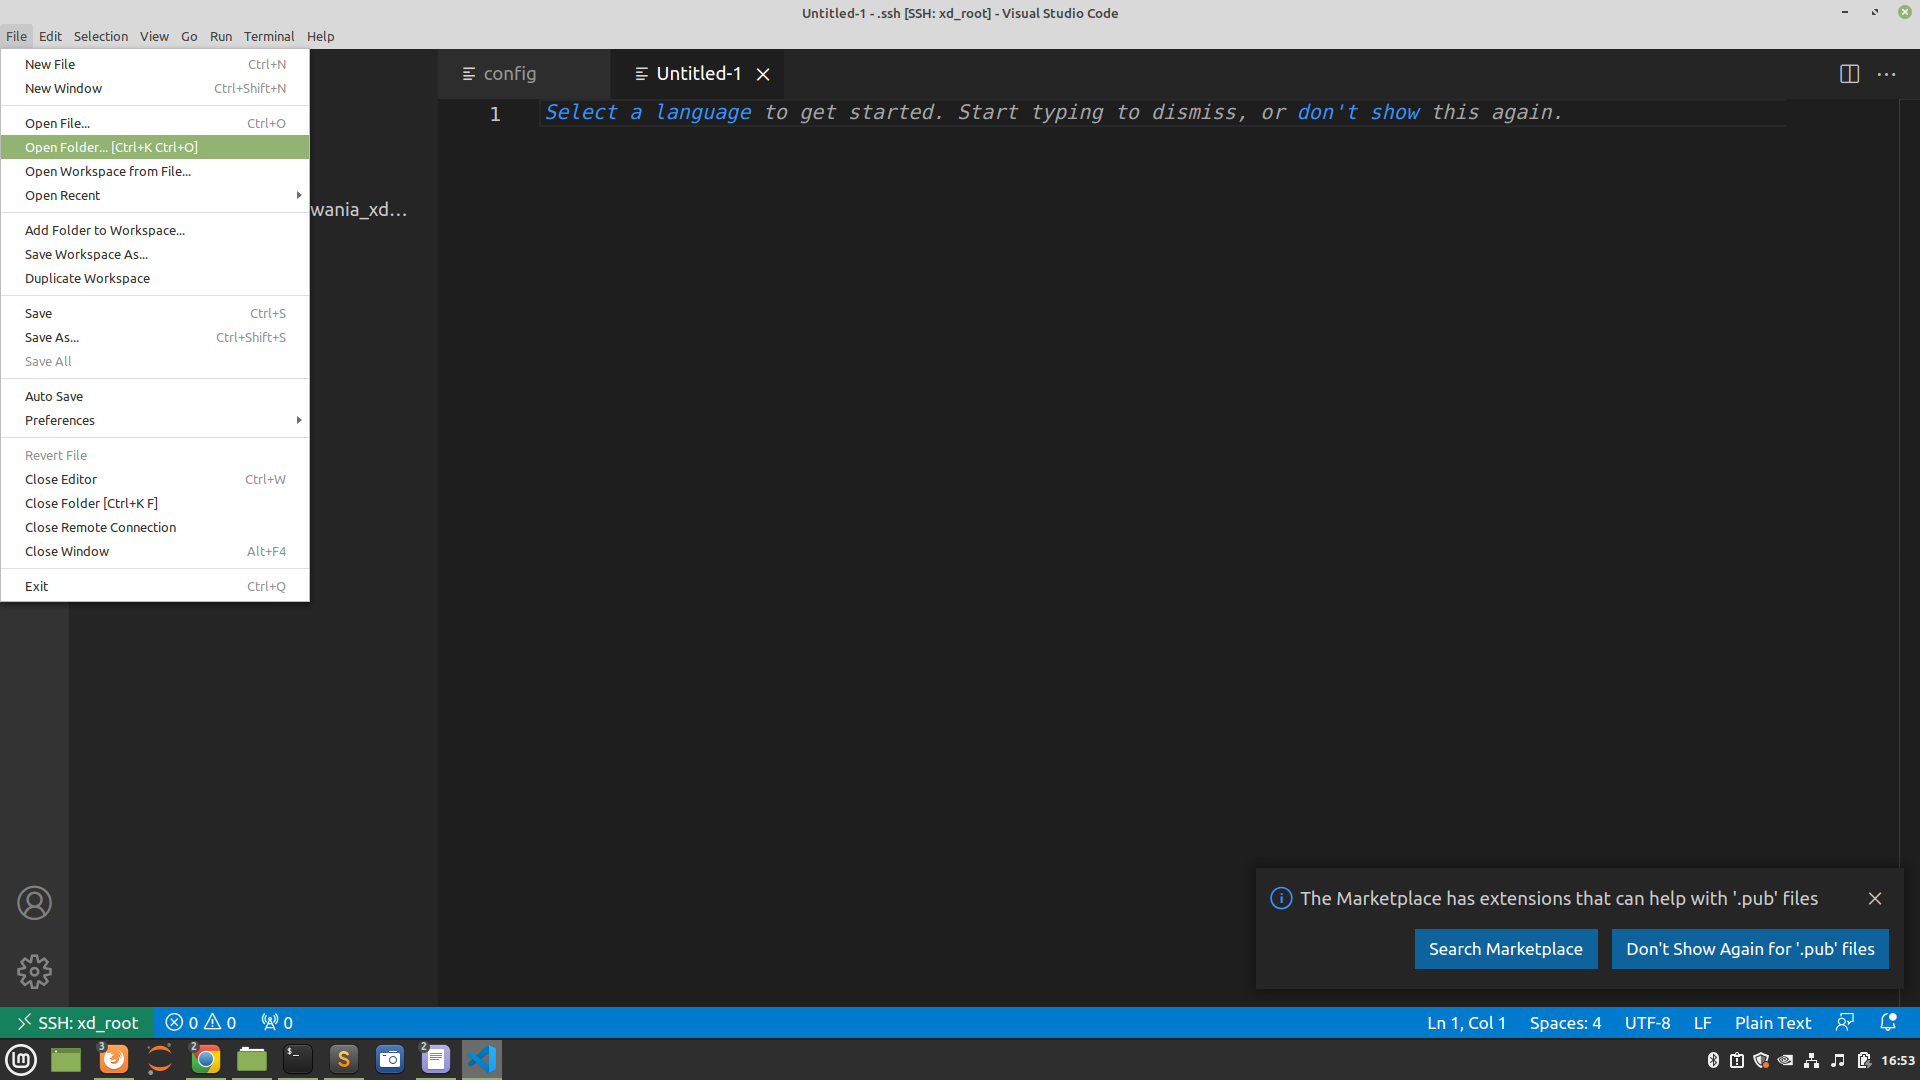 Untitled-1 - .ssh [SSH: xd_root] - Visual Studio Code
File Edit Selection View Go Run Terminal Help
New File Ctrl+N
New Window Ctrl+Shift+N
Open File... Ctrl+O
Open Folder... [Ctrl+K Ctrl+O]
Open Workspace from File...
Open Recent
Add Folder to Workspace...
Save Workspace As...
Duplicate Workspace
Save Ctrl+S
Save As... Ctrl+Shift+S
Save All
Auto Save
Preferences
Revert File
Close Editor Ctrl+W
Close Folder [Ctrl+K F]
Close Remote Connection
Close Window Alt+F4
Exit Ctrl+Q
wania_xd...
config Untitled-1
1 Select a language to get started. Start typing to dismiss, or don't show this again.
The Marketplace has extensions that can help with '.pub' files
Search Marketplace Don't Show Again for '.pub' files
SSH: xd_root 0 0 0 Ln 1, Col 1 Spaces: 4 UTF-8 LF Plain Text
3 2 $_ S 2 16:53